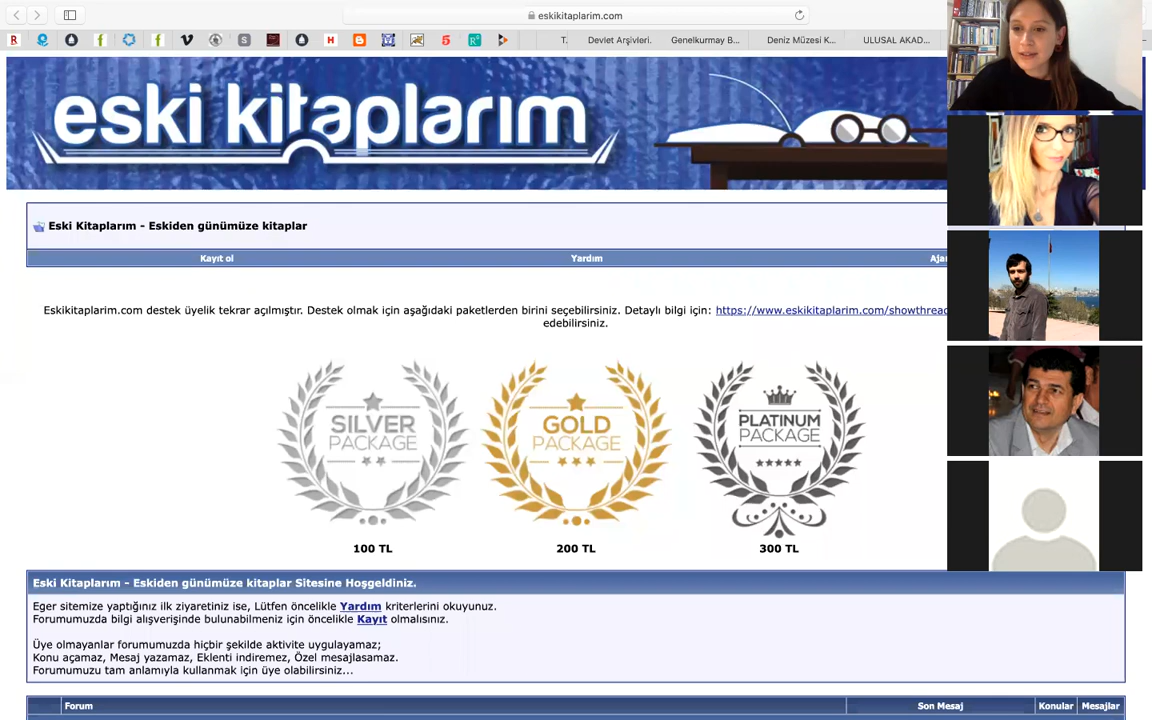 eskikitaplarim.com
T.
Devlet Arşivleri.
Genelkurmay B...
Deniz Müzesi K...
ULUSAL AKAD...
eski kitaplarım
Eski Kitaplarım - Eskiden günümüze kitaplar
Kayıt ol
Yardım
Ajan
Eskikitaplarim.com destek üyelik tekrar açılmıştır. Destek olmak için aşağıdaki paketlerden birini seçebilirsiniz. Detaylı bilgi için: https://www.eskikitaplarim.com/showthread
edebilirsiniz.
SILVER
PACKAGE
GOLD
PACKAGE
PLATINUM
PACKAGE
100 TL
200 TL
300 TL
Eski Kitaplarım - Eskiden günümüze kitaplar Sitesine Hoşgeldiniz.
Eger sitemize yaptığınız ilk ziyaretiniz ise, Lütfen öncelikle Yardım kriterlerini okuyunuz.
Forumumuzda bilgi alışverişinde bulunabilmeniz için öncelikle Kayıt olmalısınız.
Üye olmayanlar forumumuzda hiçbir şekilde aktivite uygulayamaz;
Konu açamaz, Mesaj yazamaz, Eklenti indiremez, Özel mesajlasamaz.
Forumumuzu tam anlamıyla kullanmak için üye olabilirsiniz...
Forum
Son Mesaj
Konular
Mesajlar